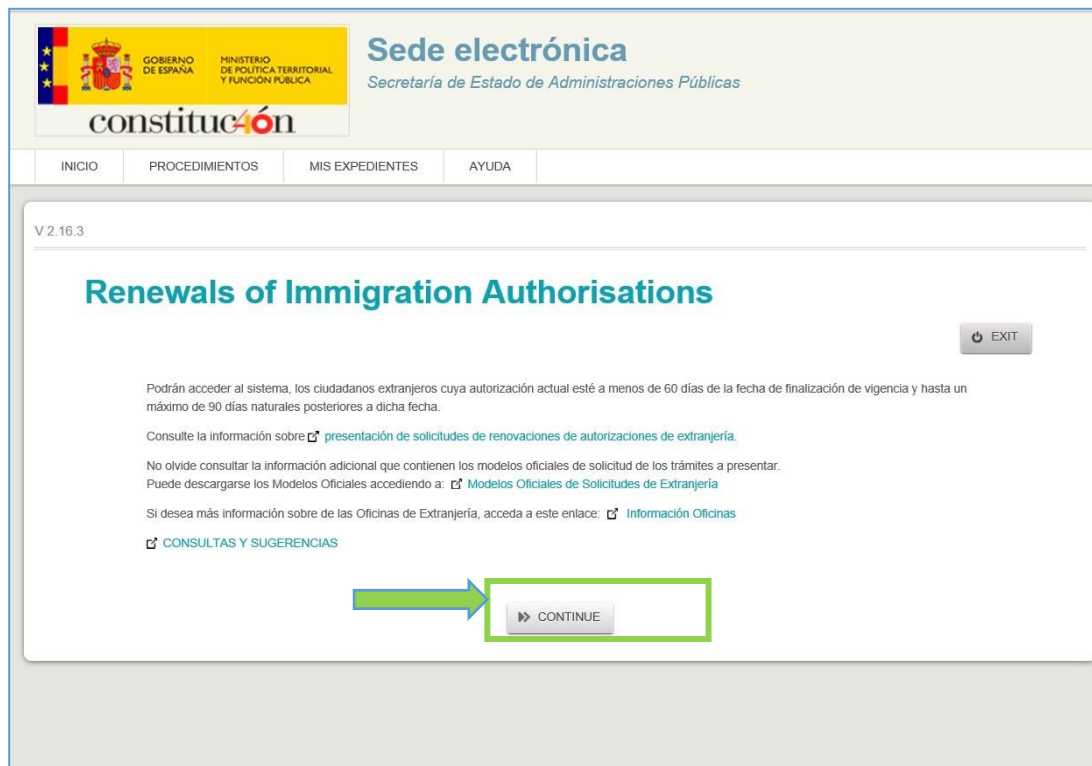 GOBIERNO
DE ESPAÑA
MINISTERIO
DE POLÍTICA TERRITORIAL
Y FUNCIÓN PÚBLICA
constituc40n
Sede electrónica
Secretaría de Estado de Administraciones Públicas
INICIO PROCEDIMIENTOS MIS EXPEDIENTES AYUDA
V 2.16.3
Renewals of Immigration Authorisations
EXIT
Podrán acceder al sistema, los ciudadanos extranjeros cuya autorización actual esté a menos de 60 días de la fecha de finalización de vigencia y hasta un
máximo de 90 días naturales posteriores a dicha fecha.
Consulte la información sobre presentación de solicitudes de renovaciones de autorizaciones de extranjería.
No olvide consultar la información adicional que contienen los modelos oficiales de solicitud de los trámites a presentar.
Puede descargarse los Modelos Oficiales accediendo a: Modelos Oficiales de Solicitudes de Extranjería
Si desea más información sobre de las Oficinas de Extranjería, acceda a este enlace: Información Oficinas
CONSULTAS Y SUGERENCIAS
CONTINUE